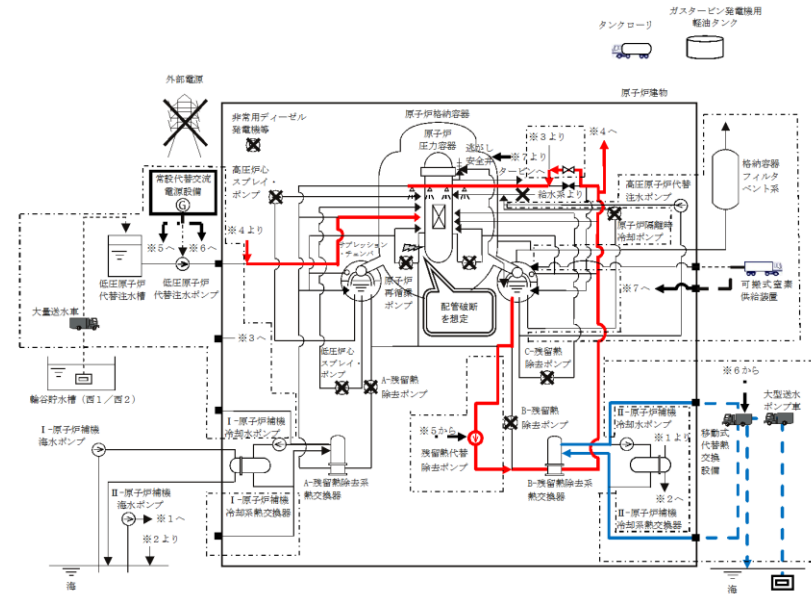 タンクローリ
ガスタービン発電機用
軽油タンク
外部電源
原子炉建物
非常用ディーゼル
発電機等
原子炉格納容器
原子炉
圧力容器
逃がし
安全弁
※3より
※4へ
※7より
タービンへ
給水系より
常設代替交流
電源設備
G
高圧炉心
スプレイ・
ポンプ
高圧原子炉代替
注水ポンプ
格納容器
フィルタ
ベント系
原子炉隔離時
冷却ポンプ
※4より
※5へ
※6へ
サプレッション
・チェンバ
低圧原子炉
代替注水槽
低圧原子炉
代替注水ポンプ
原子炉
再循環
ポンプ
配管破断
を想定
※7へ
可搬式窒素
供給装置
大量送水車
※3へ
輪谷貯水槽(西1/西2)
低圧炉心
スプレイ・
ポンプ
A-残留熱
除去ポンプ
C-残留熱
除去ポンプ
B-残留熱
除去ポンプ
※5から
残留熱代替
除去ポンプ
※6から
大型送水
ポンプ車
移動式
代替熱
交換
設備
Ⅰ-原子炉補機
海水ポンプ
Ⅰ-原子炉補機
冷却水ポンプ
Ⅱ-原子炉補機
冷却水ポンプ
※1より
※2へ
Ⅱ-原子炉補機
海水ポンプ
※1へ
※2より
Ⅰ-原子炉補機
冷却系熱交換器
A-残留熱除去系
熱交換器
B-残留熱除去系
熱交換器
Ⅱ-原子炉補機
冷却系熱交換器
海
海